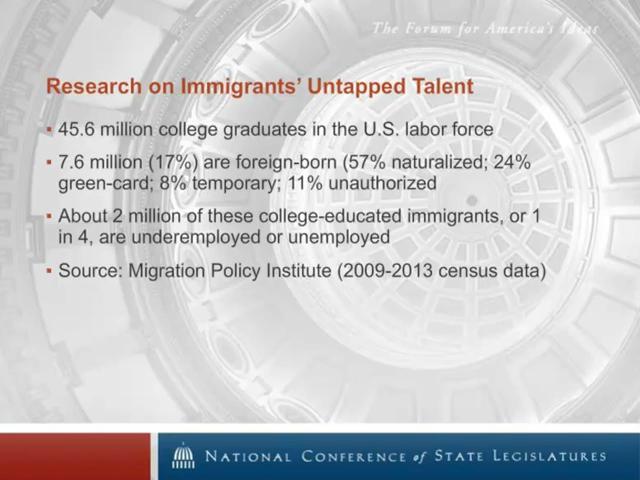 The Forum for America's Ideas
Research on Immigrants' Untapped Talent
▪ 45.6 million college graduates in the U.S. labor force
▪ 7.6 million (17%) are foreign-born (57% naturalized; 24%
green-card; 8% temporary; 11% unauthorized
▪ About 2 million of these college-educated immigrants, or 1
in 4, are underemployed or unemployed
▪ Source: Migration Policy Institute (2009-2013 census data)
NATIONAL CONFERENCE of STATE LEGISLATURES